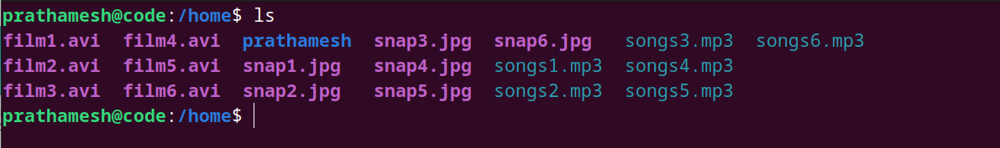 prathamesh@code:/home$ ls
film1.avi film4.avi prathamesh snap3.jpg snap6.jpg songs3.mp3 songs6.mp3
film2.avi film5.avi snap1.jpg snap4.jpg songs1.mp3 songs4.mp3
film3.avi film6.avi snap2.jpg snap5.jpg songs2.mp3 songs5.mp3
prathamesh@code:/home$